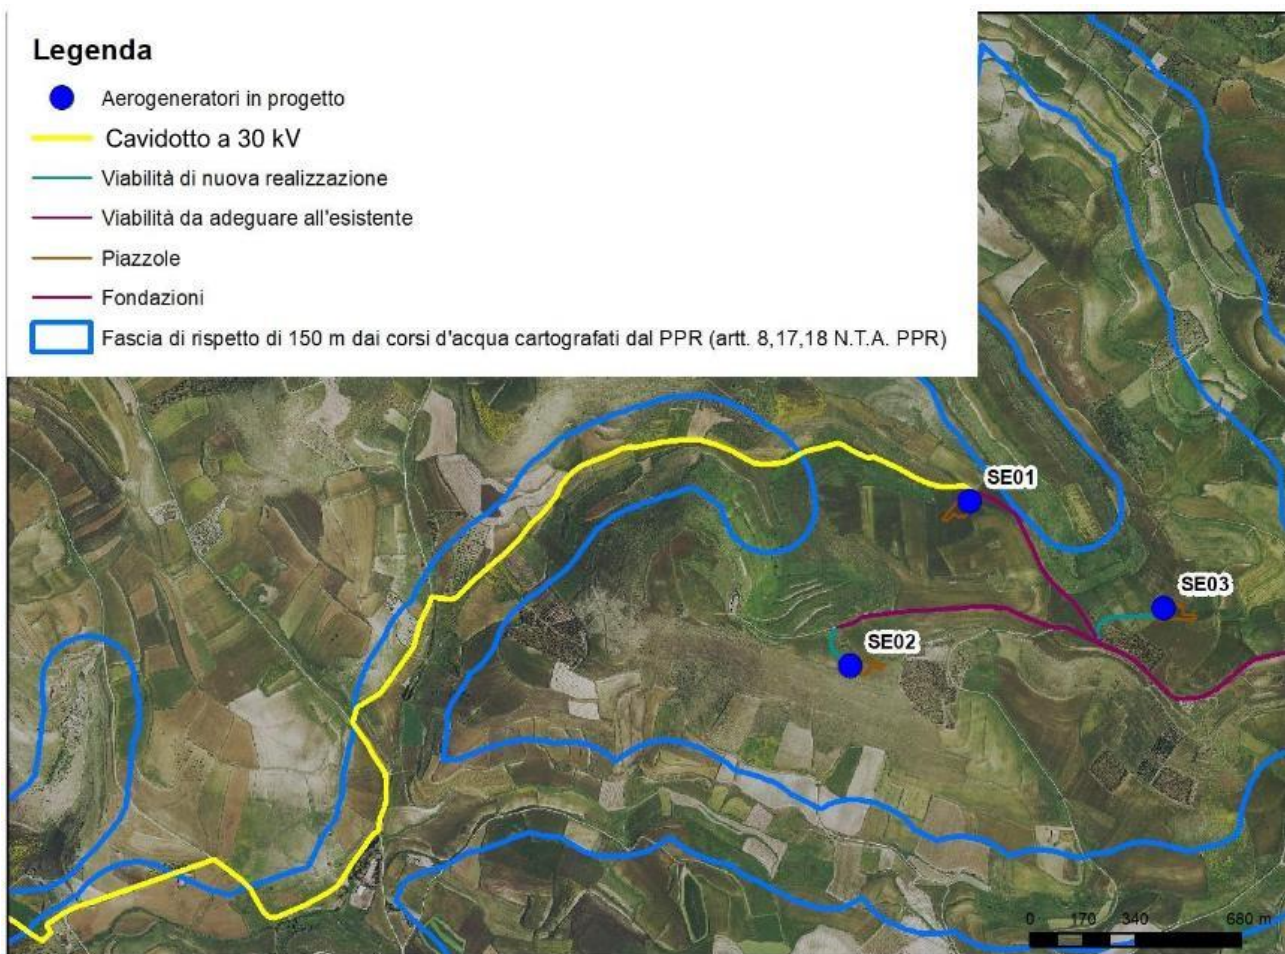 Legenda
Aerogeneratori in progetto
Cavidotto a 30 kV
Viabilità di nuova realizzazione
Viabilità da adeguare all'esistente
Piazzole
Fondazioni
Fascia di rispetto di 150 m dai corsi d'acqua cartografati dal PPR (artt. 8,17,18 N.T.A. PPR)
SE01
SE03
SE02
0 170 340 680 m